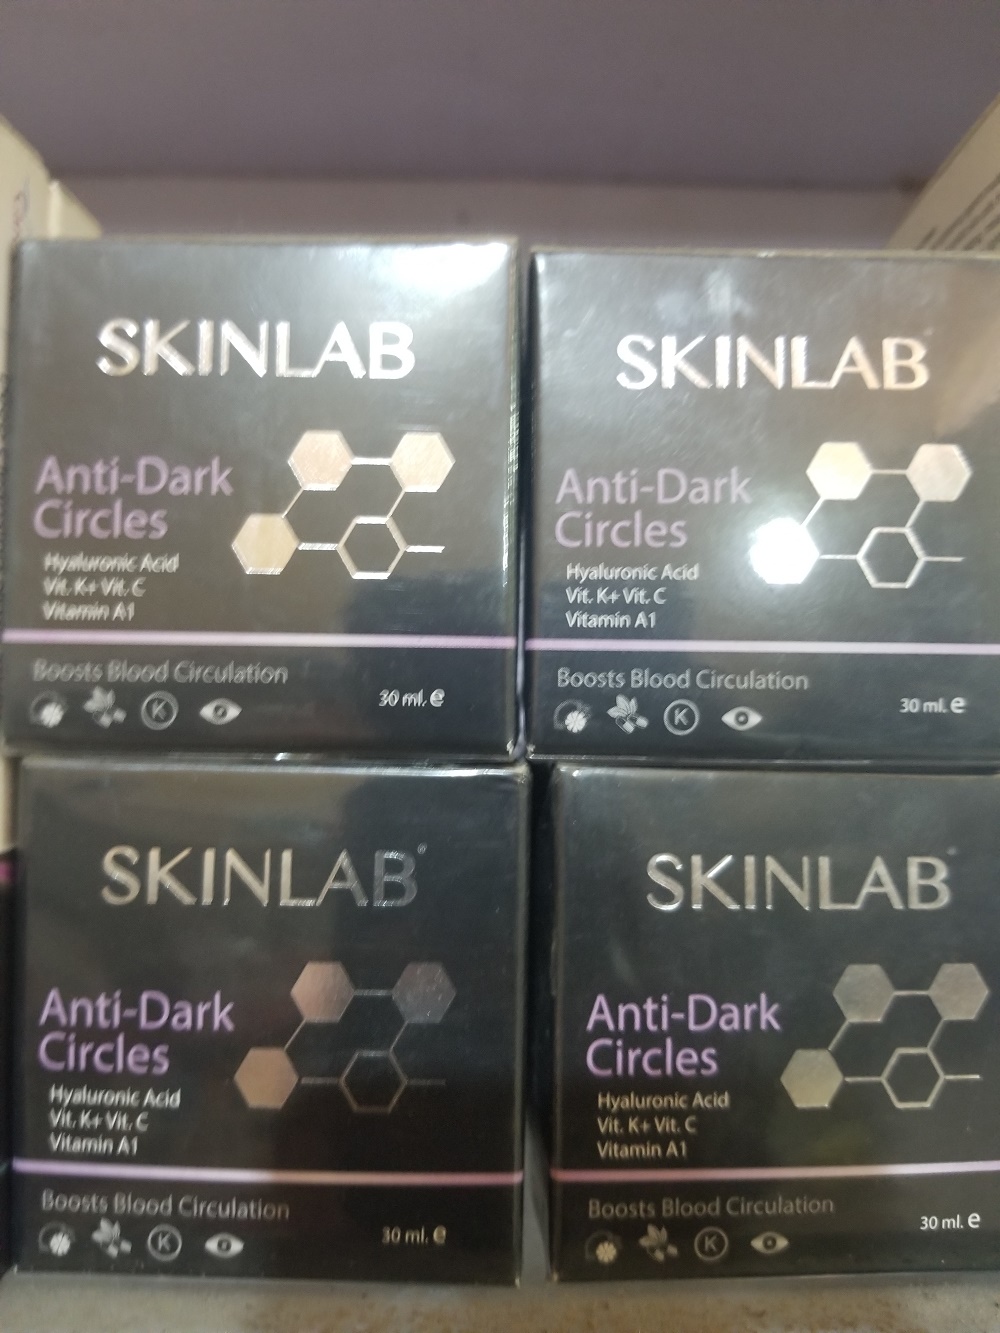 SKINLAB
Anti-Dark
Circles
Hyaluronic Acid
Vit. K+ Vit. C
Vitamin A1
Boosts Blood Circulation
K
30 ml. e
SKINLAB
Anti-Dark
Circles
Hyaluronic Acid
Vit. K+ Vit. C
Vitamin A1
Boosts Blood Circulation
K
30 ml. e
SKINLAB
Anti-Dark
Circles
Hyaluronic Acid
Vit. K+ Vit. C
Vitamin A1
Boosts Blood Circulation
K
30 ml. e
SKINLAB
Anti-Dark
Circles
Hyaluronic Acid
Vit. K+ Vit. C
Vitamin A1
Boosts Blood Circulation
K
30 ml. e